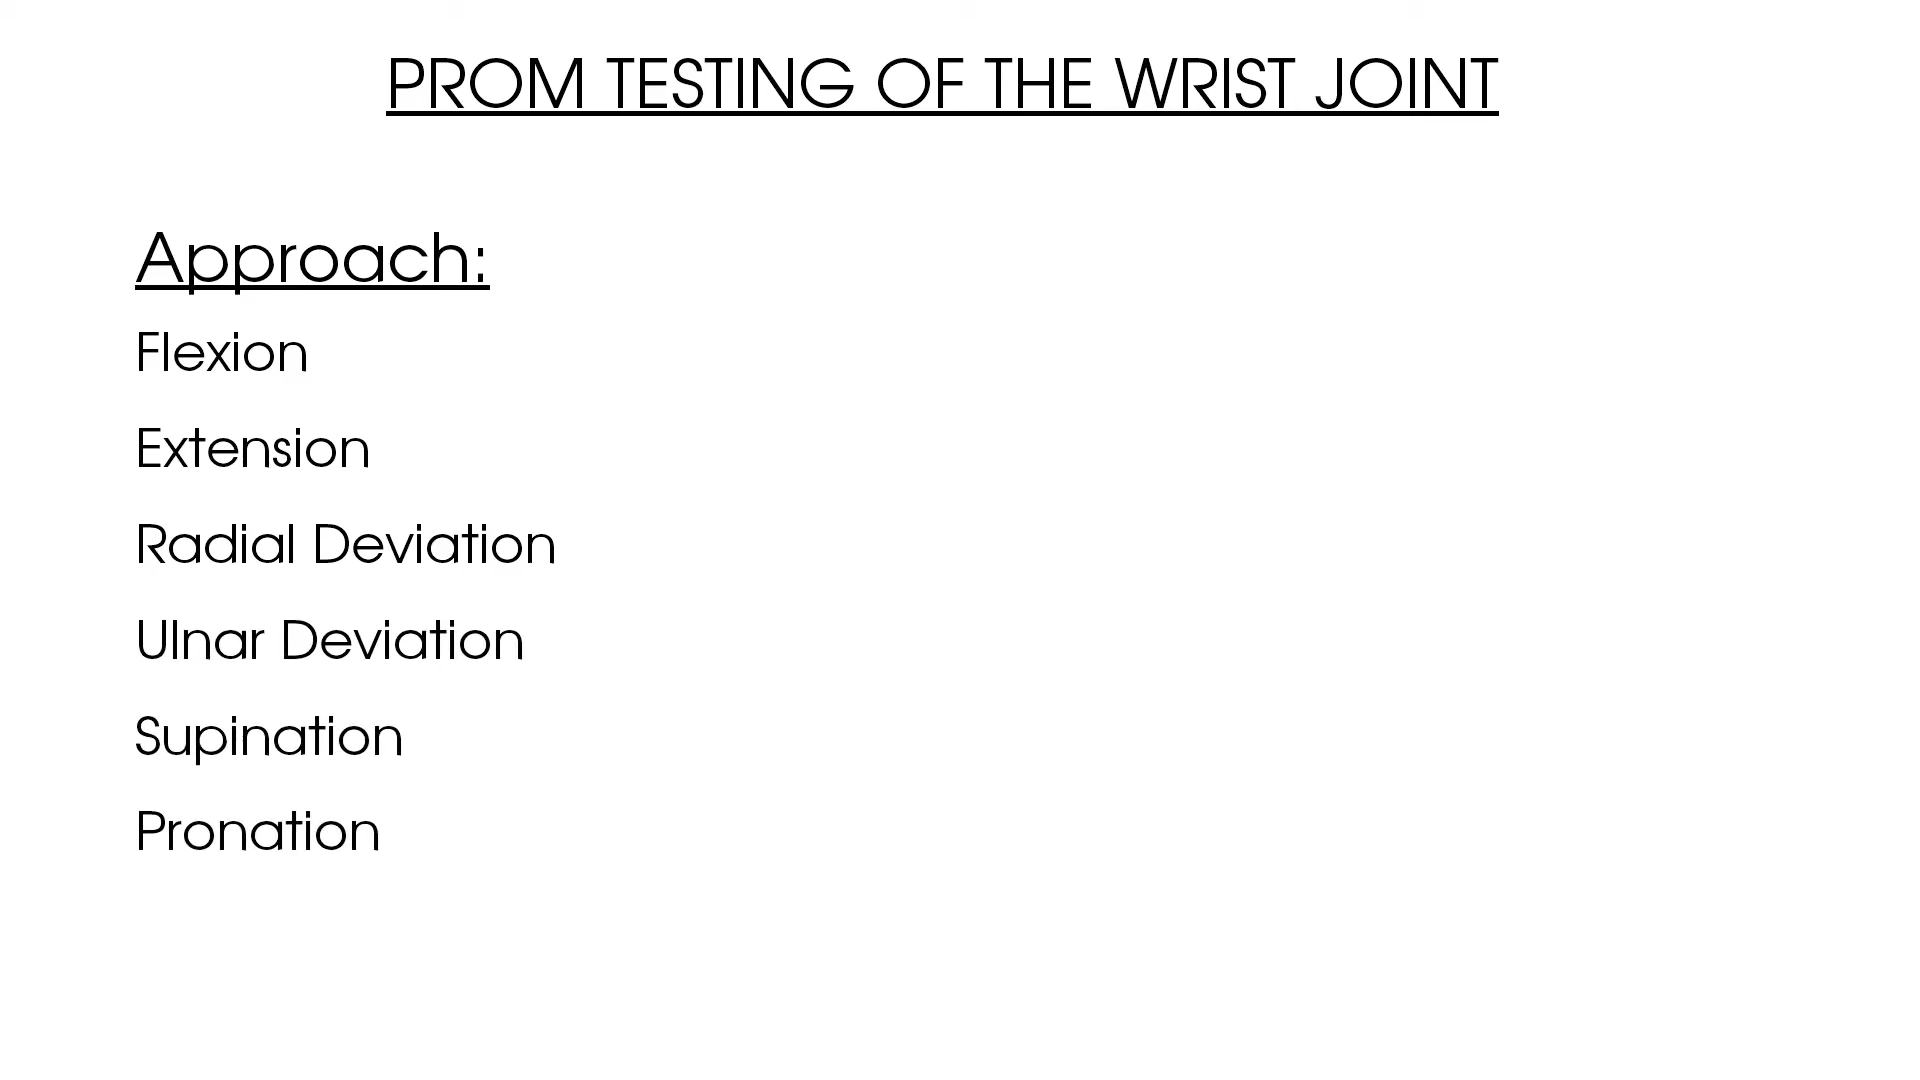 PROM TESTING OF THE WRIST JOINT
Approach:
Flexion
Extension
Radial Deviation
Ulnar Deviation
Supination
Pronation